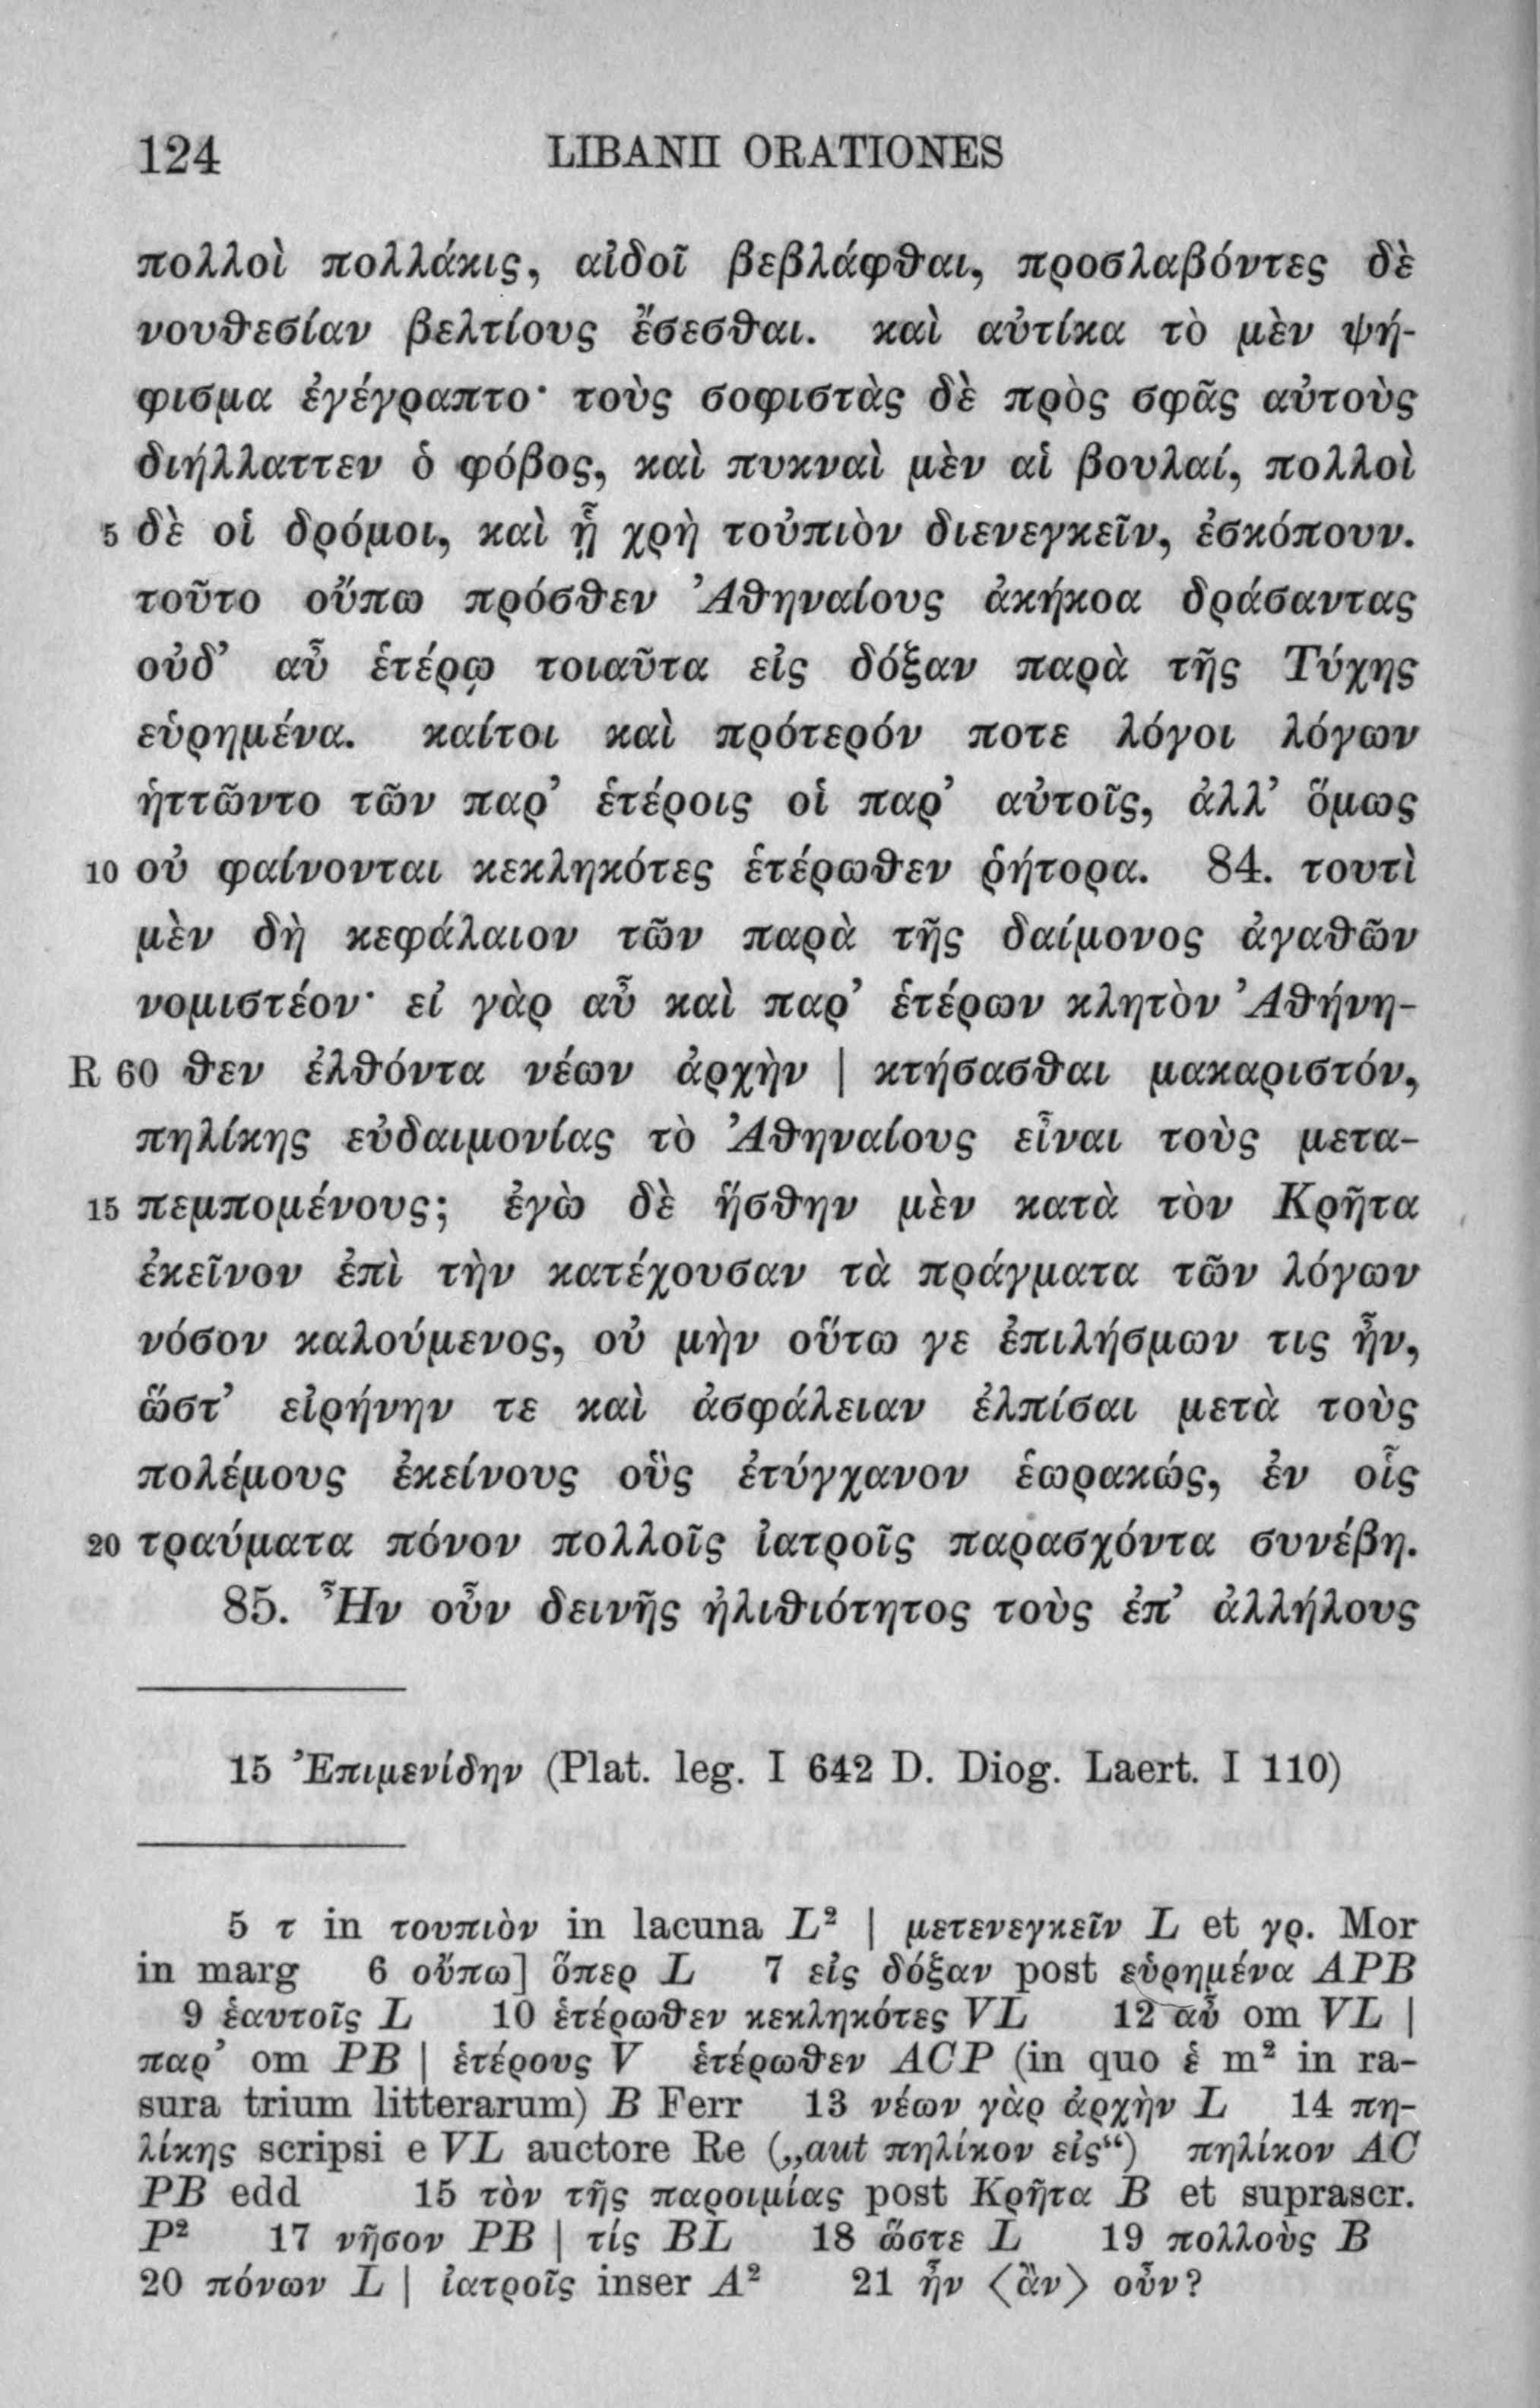 124 LIBANII ORATIONES
πολλοὶ πολλάκις, αἰδοῖ βεβλάφθαι, προσλαβόντες δὲ
νουθεσίαν βελτίους ἔσεσθαι. καὶ αὐτίκα τὸ μὲν ψή-
φισμα ἐγέγραπτο· τοὺς σοφιστὰς δὲ πρὸς σφᾶς αὐτοὺς
διήλλαττεν ὁ φόβος, καὶ πυκναὶ μὲν αἱ βουλαί, πολλοὶ
5 δὲ οἱ δρόμοι, καὶ ᾗ χρὴ τοὐπιὸν διενεγκεῖν, ἐσκόπουν.
τοῦτο οὔπω πρόσθεν Ἀθηναίους ἀκήκοα δράσαντας
οὐδ’ αὖ ἑτέρῳ τοιαῦτα εἰς δόξαν παρὰ τῆς Τύχης
εὑρημένα. καίτοι καὶ πρότερόν ποτε λόγοι λόγων
ἡττῶντο τῶν παρ’ ἑτέροις οἱ παρ’ αὐτοῖς, ἀλλ’ ὅμως
10 οὐ φαίνονται κεκληκότες ἑτέρωθεν ῥήτορα. 84. τουτὶ
μὲν δὴ κεφάλαιον τῶν παρὰ τῆς δαίμονος ἀγαθῶν
νομιστέον· εἰ γὰρ αὖ καὶ παρ’ ἑτέρων κλητὸν Ἀθήνη-
R 60 θεν ἐλθόντα νέων ἀρχὴν | κτήσασθαι μακαριστόν,
πηλίκης εὐδαιμονίας τὸ Ἀθηναίους εἶναι τοὺς μετα-
15 πεμπομένους; ἐγὼ δὲ ἥσθην μὲν κατὰ τὸν Κρῆτα
ἐκεῖνον ἐπὶ τὴν κατέχουσαν τὰ πράγματα τῶν λόγων
νόσον καλούμενος, οὐ μὴν οὕτω γε ἐπιλήσμων τις ἦν,
ὥστ’ εἰρήνην τε καὶ ἀσφάλειαν ἐλπίσαι μετὰ τοὺς
πολέμους ἐκείνους οὓς ἐτύγχανον ἑωρακώς, ἐν οἷς
20 τραύματα πόνον πολλοῖς ἰατροῖς παρασχόντα συνέβη.
85. Ἦν οὖν δεινῆς ἠλιθιότητος τοὺς ἐπ’ ἀλλήλους
15 Ἐπιμενίδην (Plat. leg. I 642 D. Diog. Laert. I 110)
5 τ in τουπιὸν in lacuna L² | μετενεγκεῖν L et γρ. Mor
in marg 6 οὔπω] ὅπερ L 7 εἰς δόξαν post εὑρημένα APB
9 ἑαυτοῖς L 10 ἑτέρωθεν κεκληκότες VL 12 αὖ om VL |
παρ’ om PB | ἑτέρους V ἑτέρωθεν ACP (in quo ἑ m² in ra-
sura trium litterarum) B Ferr 13 νέων γὰρ ἀρχὴν L 14 πη-
λίκης scripsi e VL auctore Re („aut πηλίκον εἰς“) πηλίκον AC
PB edd 15 τὸν τῆς παροιμίας post Κρῆτα B et suprascr.
P² 17 νῆσον PB | τίς BL 18 ὥστε L 19 πολλοὺς B
20 πόνων L | ἰατροῖς inser A² 21 ἦν ⟨ἂν⟩ οὖν?